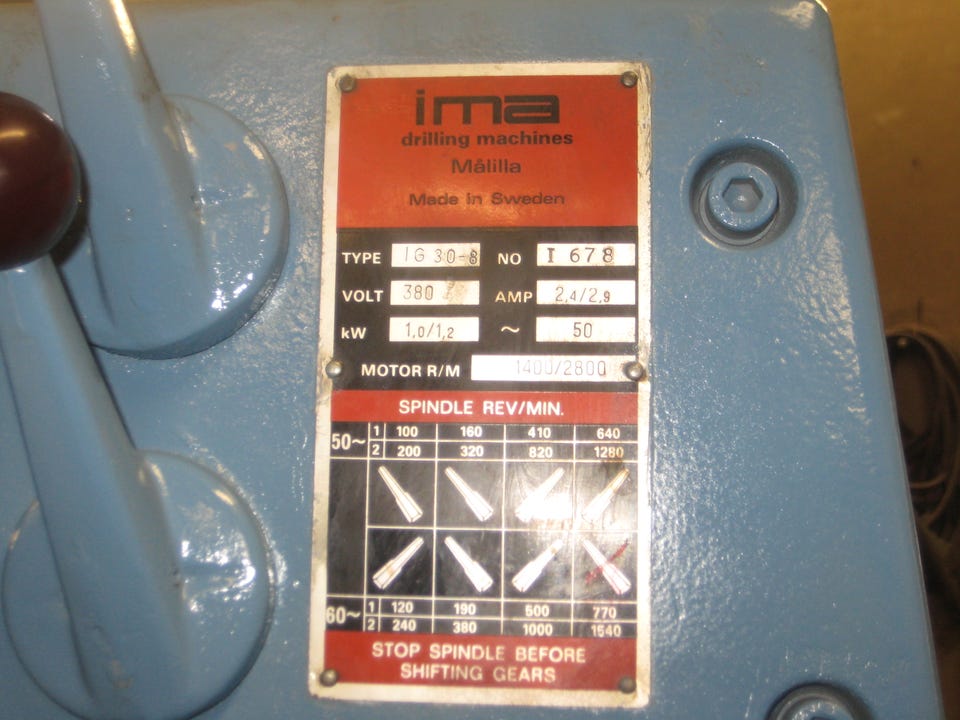 ima
drilling machines
Målilla
Made in Sweden
TYPE IG 30-8 NO I 678
VOLT 380 AMP 2,4/2,9
kW 1,0/1,2 ~ 50
MOTOR R/M 1400/2800
SPINDLE REV/MIN.
50~ 1 100 160 410 640
2 200 320 820 1280
60~ 1 120 190 500 770
2 240 380 1000 1540
STOP SPINDLE BEFORE
SHIFTING GEARS